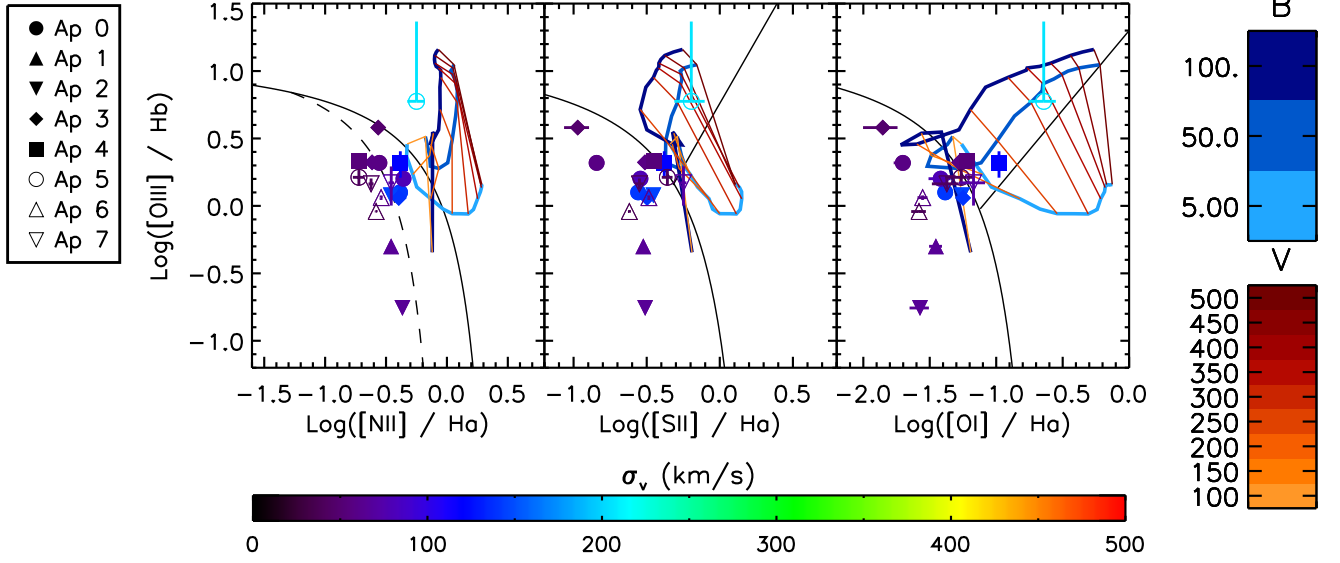 Ap 0
Ap 1
Ap 2
Ap 3
Ap 4
Ap 5
Ap 6
Ap 7
Log([OIII] / Hb)
1.5
1.0
0.5
0.0
−0.5
−1.0
−1.5 −1.0 −0.5 0.0 0.5
Log([NII] / Ha)
−1.0 −0.5 0.0 0.5
Log([SII] / Ha)
−2.0 −1.5 −1.0 −0.5 0.0
Log([OI] / Ha)
B
100.
50.0
5.00
V
500
450
400
350
300
250
200
150
100
σv (km/s)
0 100 200 300 400 500